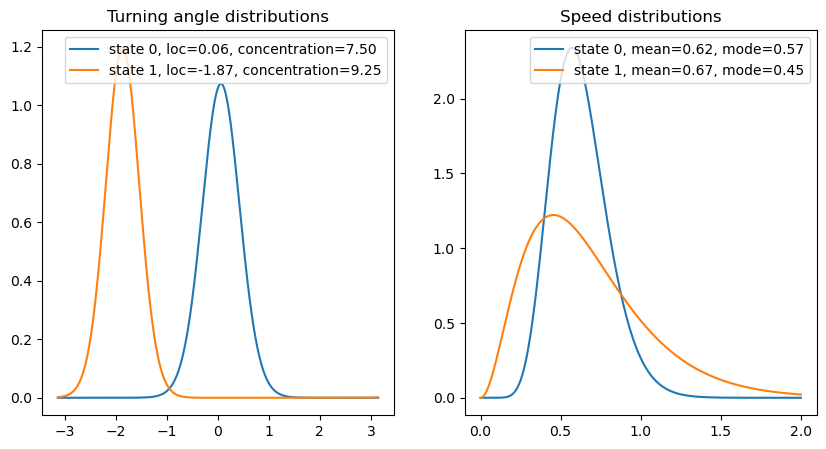 Turning angle distributions
state 0, loc=0.06, concentration=7.50
state 1, loc=-1.87, concentration=9.25
1.2
1.0
0.8
0.6
0.4
0.2
0.0
−3 −2 −1 0 1 2 3
Speed distributions
state 0, mean=0.62, mode=0.57
state 1, mean=0.67, mode=0.45
2.0
1.5
1.0
0.5
0.0
0.0 0.5 1.0 1.5 2.0